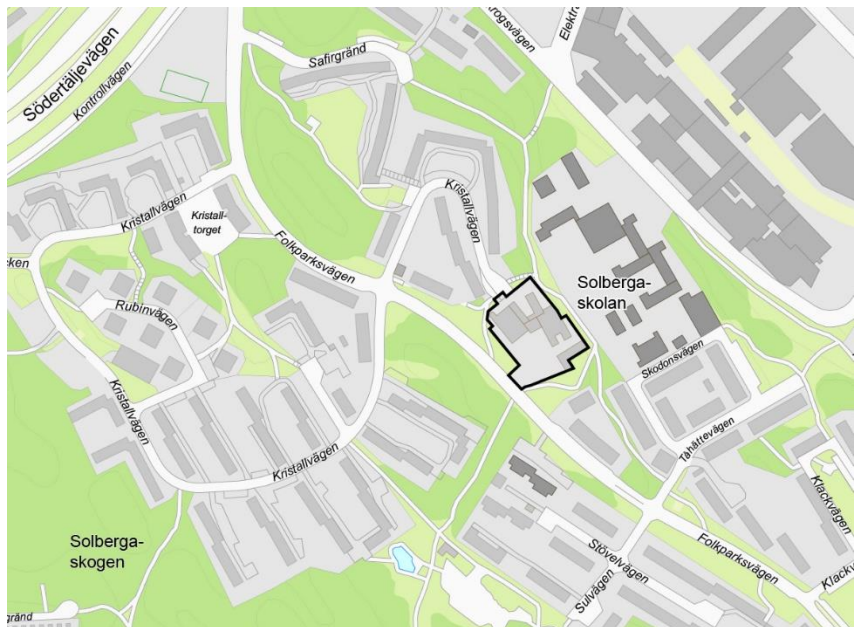 Södertäljevägen
Kontrollvägen
Safirgränd
Elektra
Kristallvägen
Kristall-
torget
Folkparksvägen
Kristallvägen
Solberga-
skolan
Rubinvägen
Skodonsvägen
Kristallvägen
Kristallvägen
Tåhättevägen
Klackvägen
Solberga-
skogen
Stövelvägen
Sulvägen
Folkparksvägen